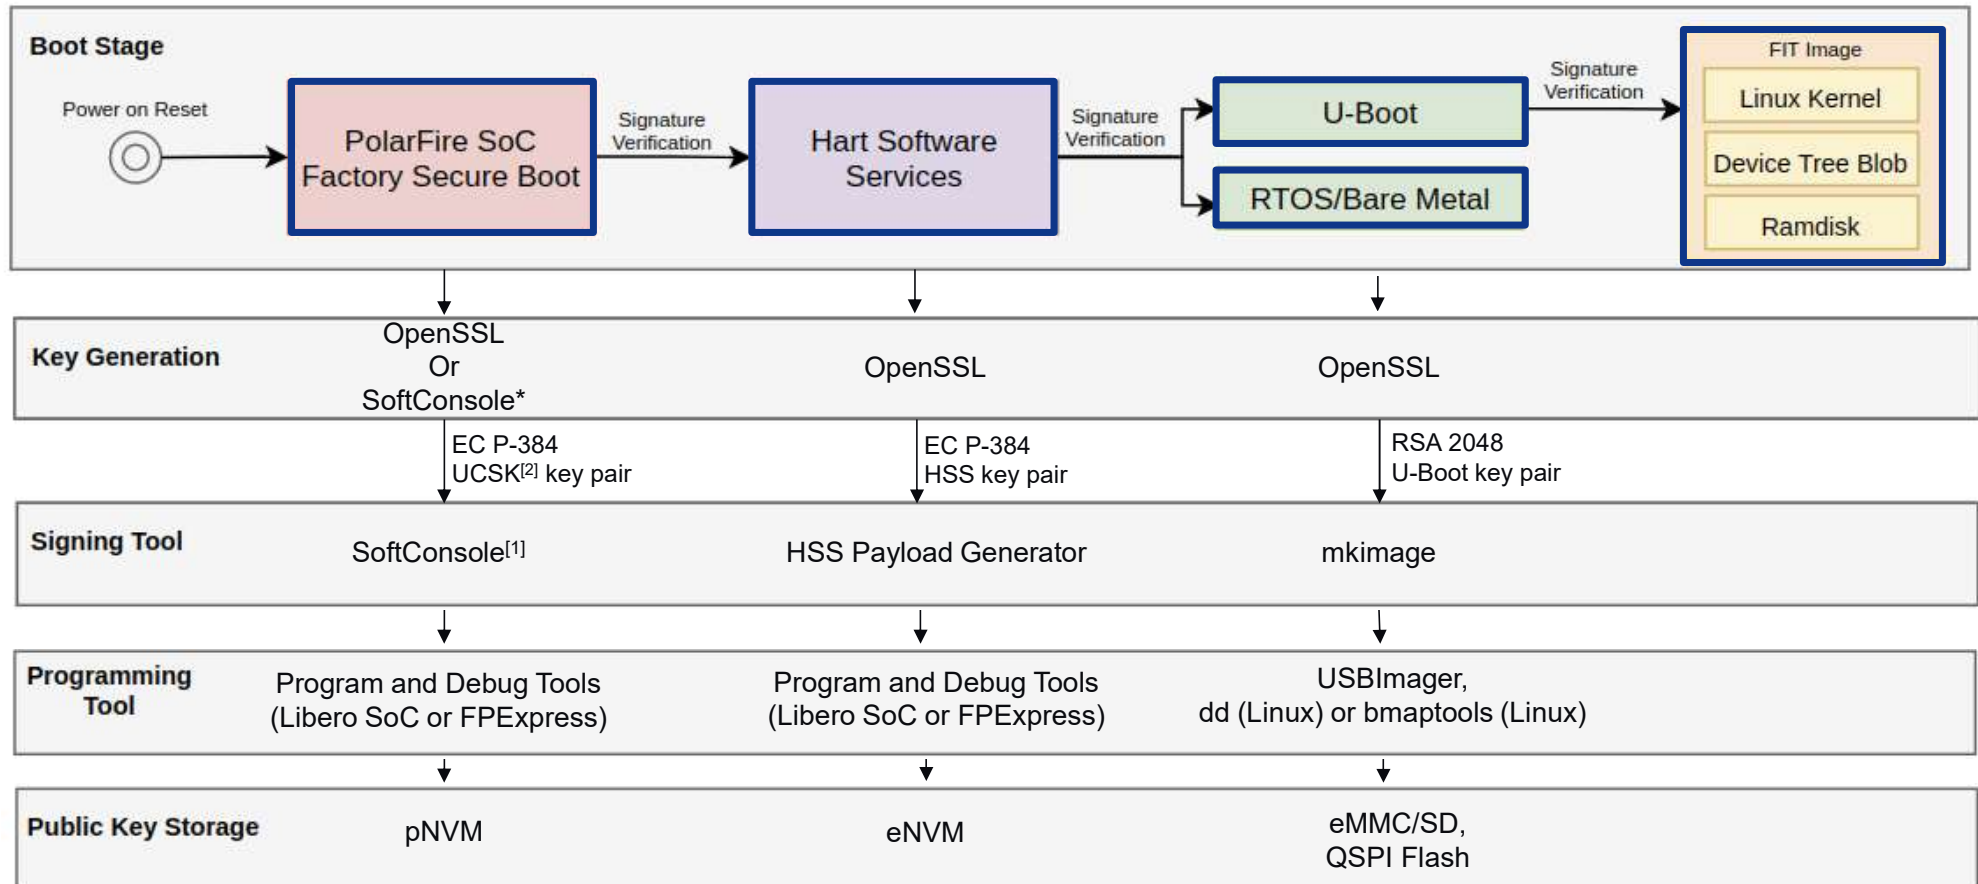 Boot Stage
Power on Reset
PolarFire SoC
Factory Secure Boot
Signature
Verification
Hart Software
Services
Signature
Verification
U-Boot
RTOS/Bare Metal
Signature
Verification
FIT Image
Linux Kernel
Device Tree Blob
Ramdisk
Key Generation
OpenSSL
Or
SoftConsole*
OpenSSL
OpenSSL
EC P-384
UCSK[2] key pair
EC P-384
HSS key pair
RSA 2048
U-Boot key pair
Signing Tool
SoftConsole[1]
HSS Payload Generator
mkimage
Programming
Tool
Program and Debug Tools
(Libero SoC or FPExpress)
Program and Debug Tools
(Libero SoC or FPExpress)
USBImager,
dd (Linux) or bmaptools (Linux)
Public Key Storage
pNVM
eNVM
eMMC/SD,
QSPI Flash